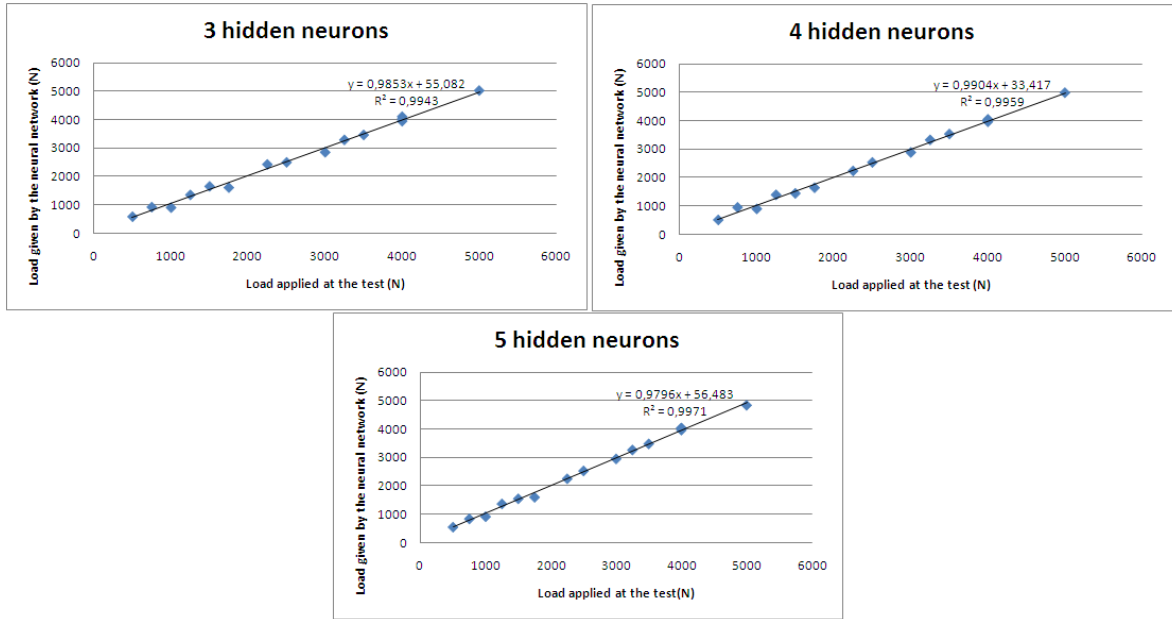 3 hidden neurons
Load given by the neural network (N)
6000
5000
4000
3000
2000
1000
0
y = 0,9853x + 55,082
R² = 0,9943
0 1000 2000 3000 4000 5000 6000
Load applied at the test (N)
4 hidden neurons
Load given by the neural network (N)
6000
5000
4000
3000
2000
1000
0
y = 0,9904x + 33,417
R² = 0,9959
0 1000 2000 3000 4000 5000 6000
Load applied at the test (N)
5 hidden neurons
Load given by the neural network (N)
6000
5000
4000
3000
2000
1000
0
y = 0,9796x + 56,483
R² = 0,9971
0 1000 2000 3000 4000 5000 6000
Load applied at the test(N)